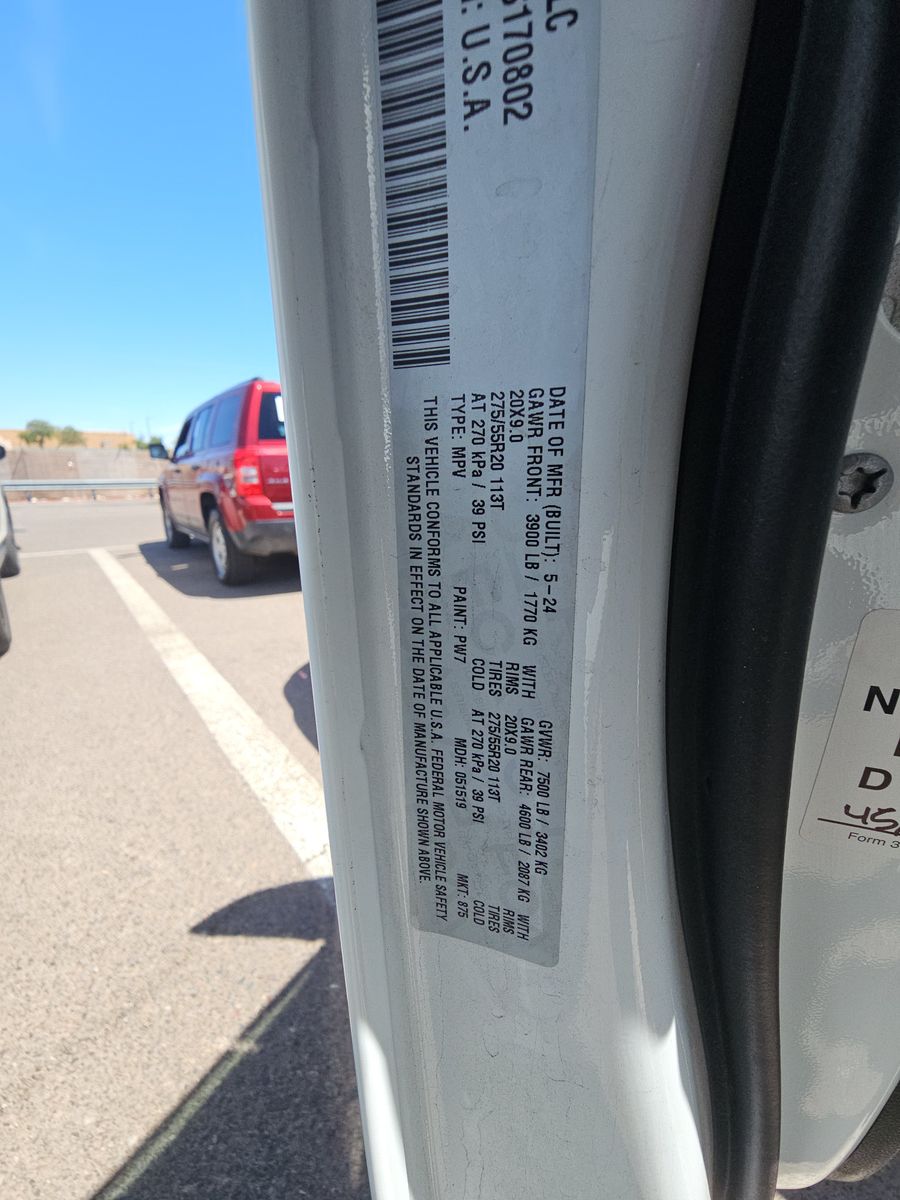 LC
170802
: U.S.A.
DATE OF MFR (BUILT): 5-24 GVWR: 7500 LB / 3402 KG
GAWR FRONT: 3900 LB / 1770 KG WITH GAWR REAR: 4600 LB / 2087 KG WITH
20X9.0 RIMS 20X9.0 RIMS
275/55R20 113T TIRES 275/55R20 113T TIRES
AT 270 kPa / 39 PSI COLD AT 270 kPa / 39 PSI COLD
TYPE: MPV PAINT: PW7 MDH: 051519 MKT: 875
THIS VEHICLE CONFORMS TO ALL APPLICABLE U.S.A. FEDERAL MOTOR VEHICLE SAFETY
STANDARDS IN EFFECT ON THE DATE OF MANUFACTURE SHOWN ABOVE.
N
D
45
Form 3